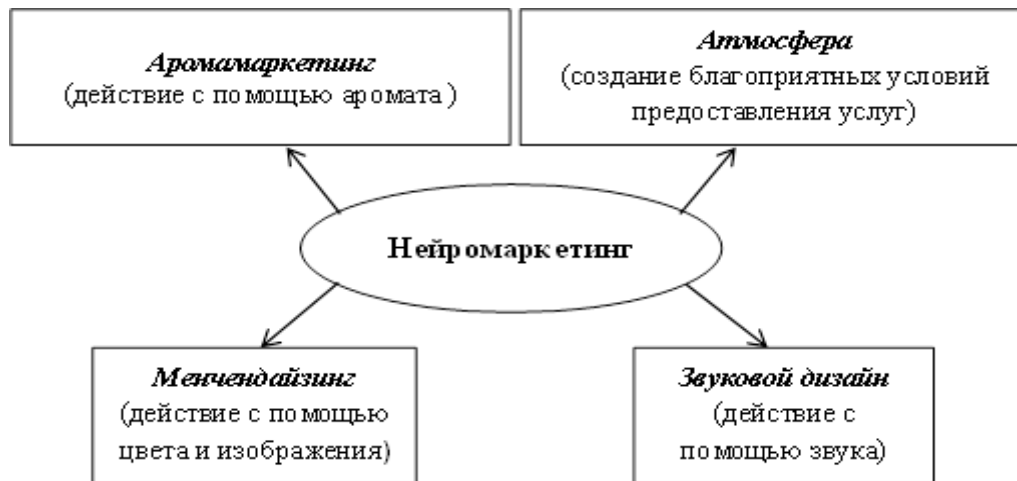 Аромамаркетинг
(действие с помощью аромата )
Атмосфера
(создание благоприятных условий
предоставления услуг)
Нейромаркетинг
Менчендайзинг
(действие с помощью
цвета и изображения)
Звуковой дизайн
(действие с
помощью звука)